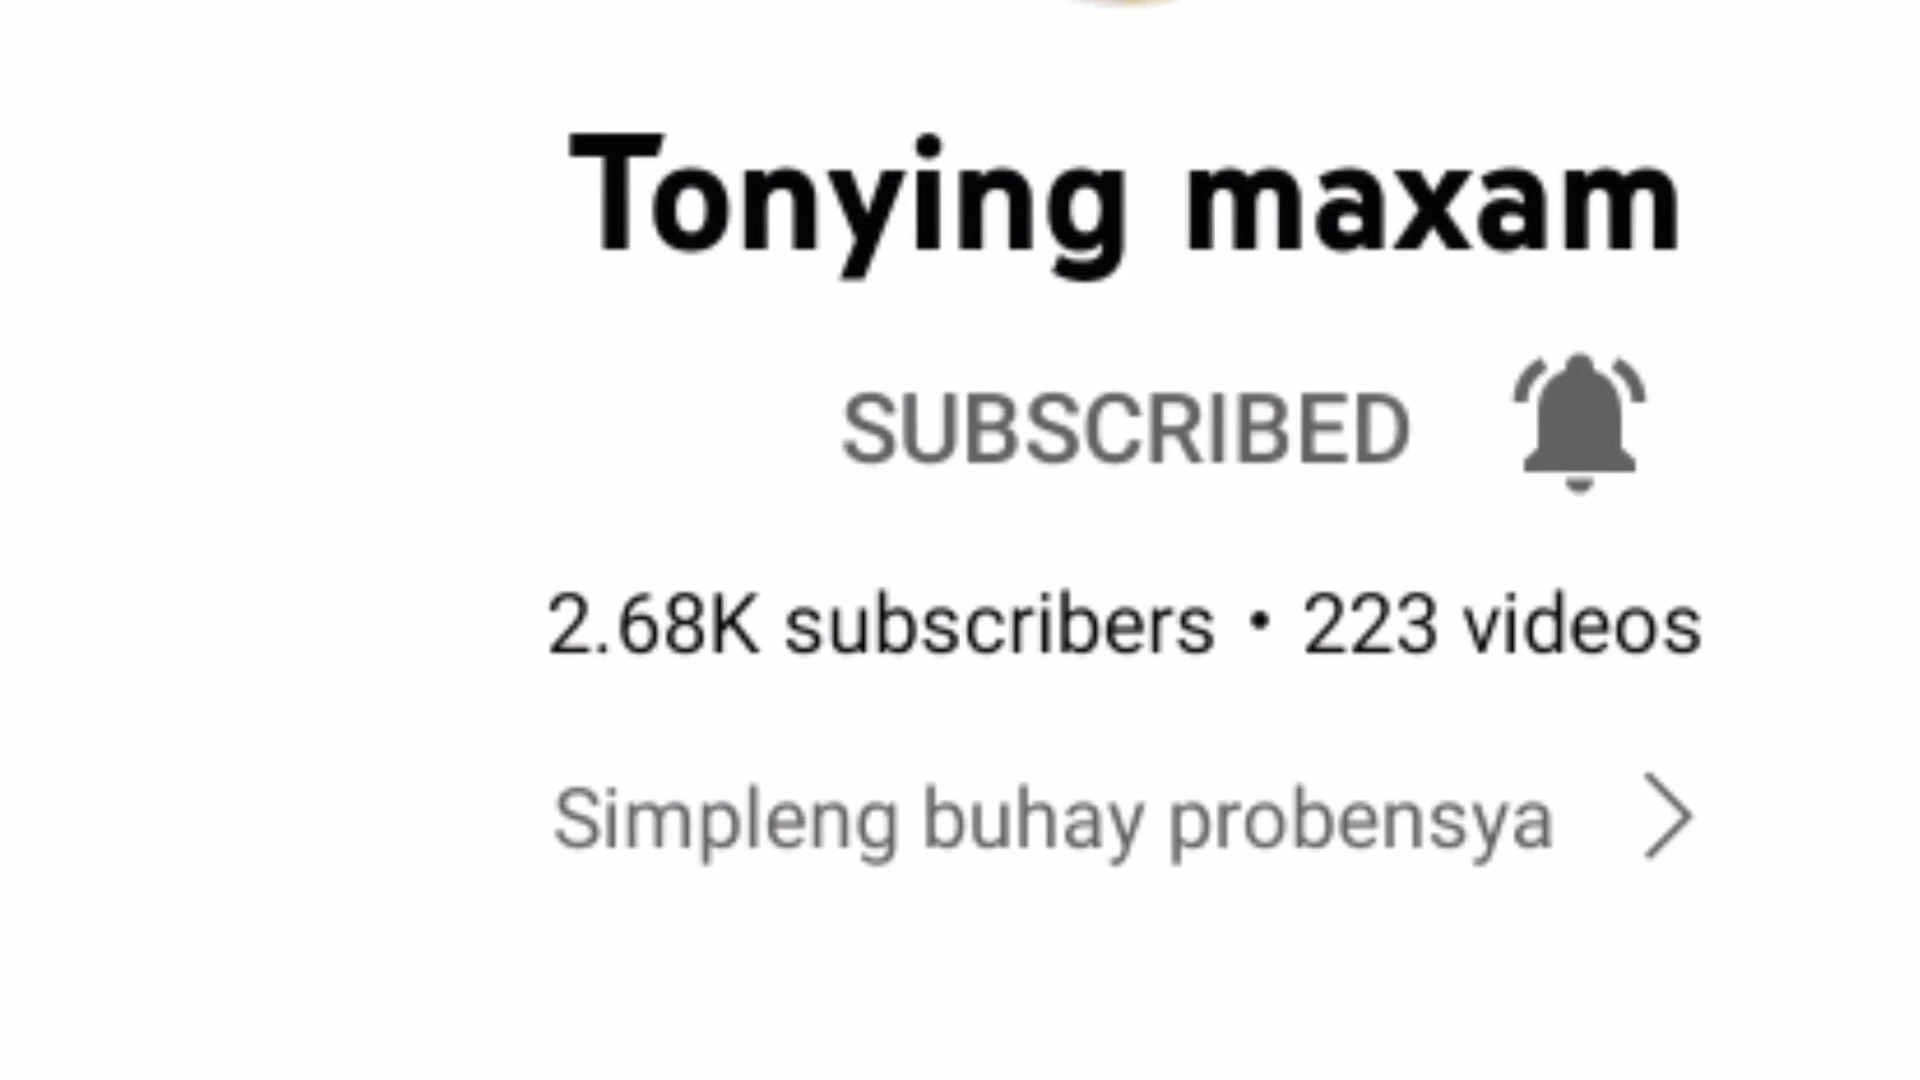 Tonying maxam
SUBSCRIBED
2.68K subscribers • 223 videos
Simpleng buhay probensya